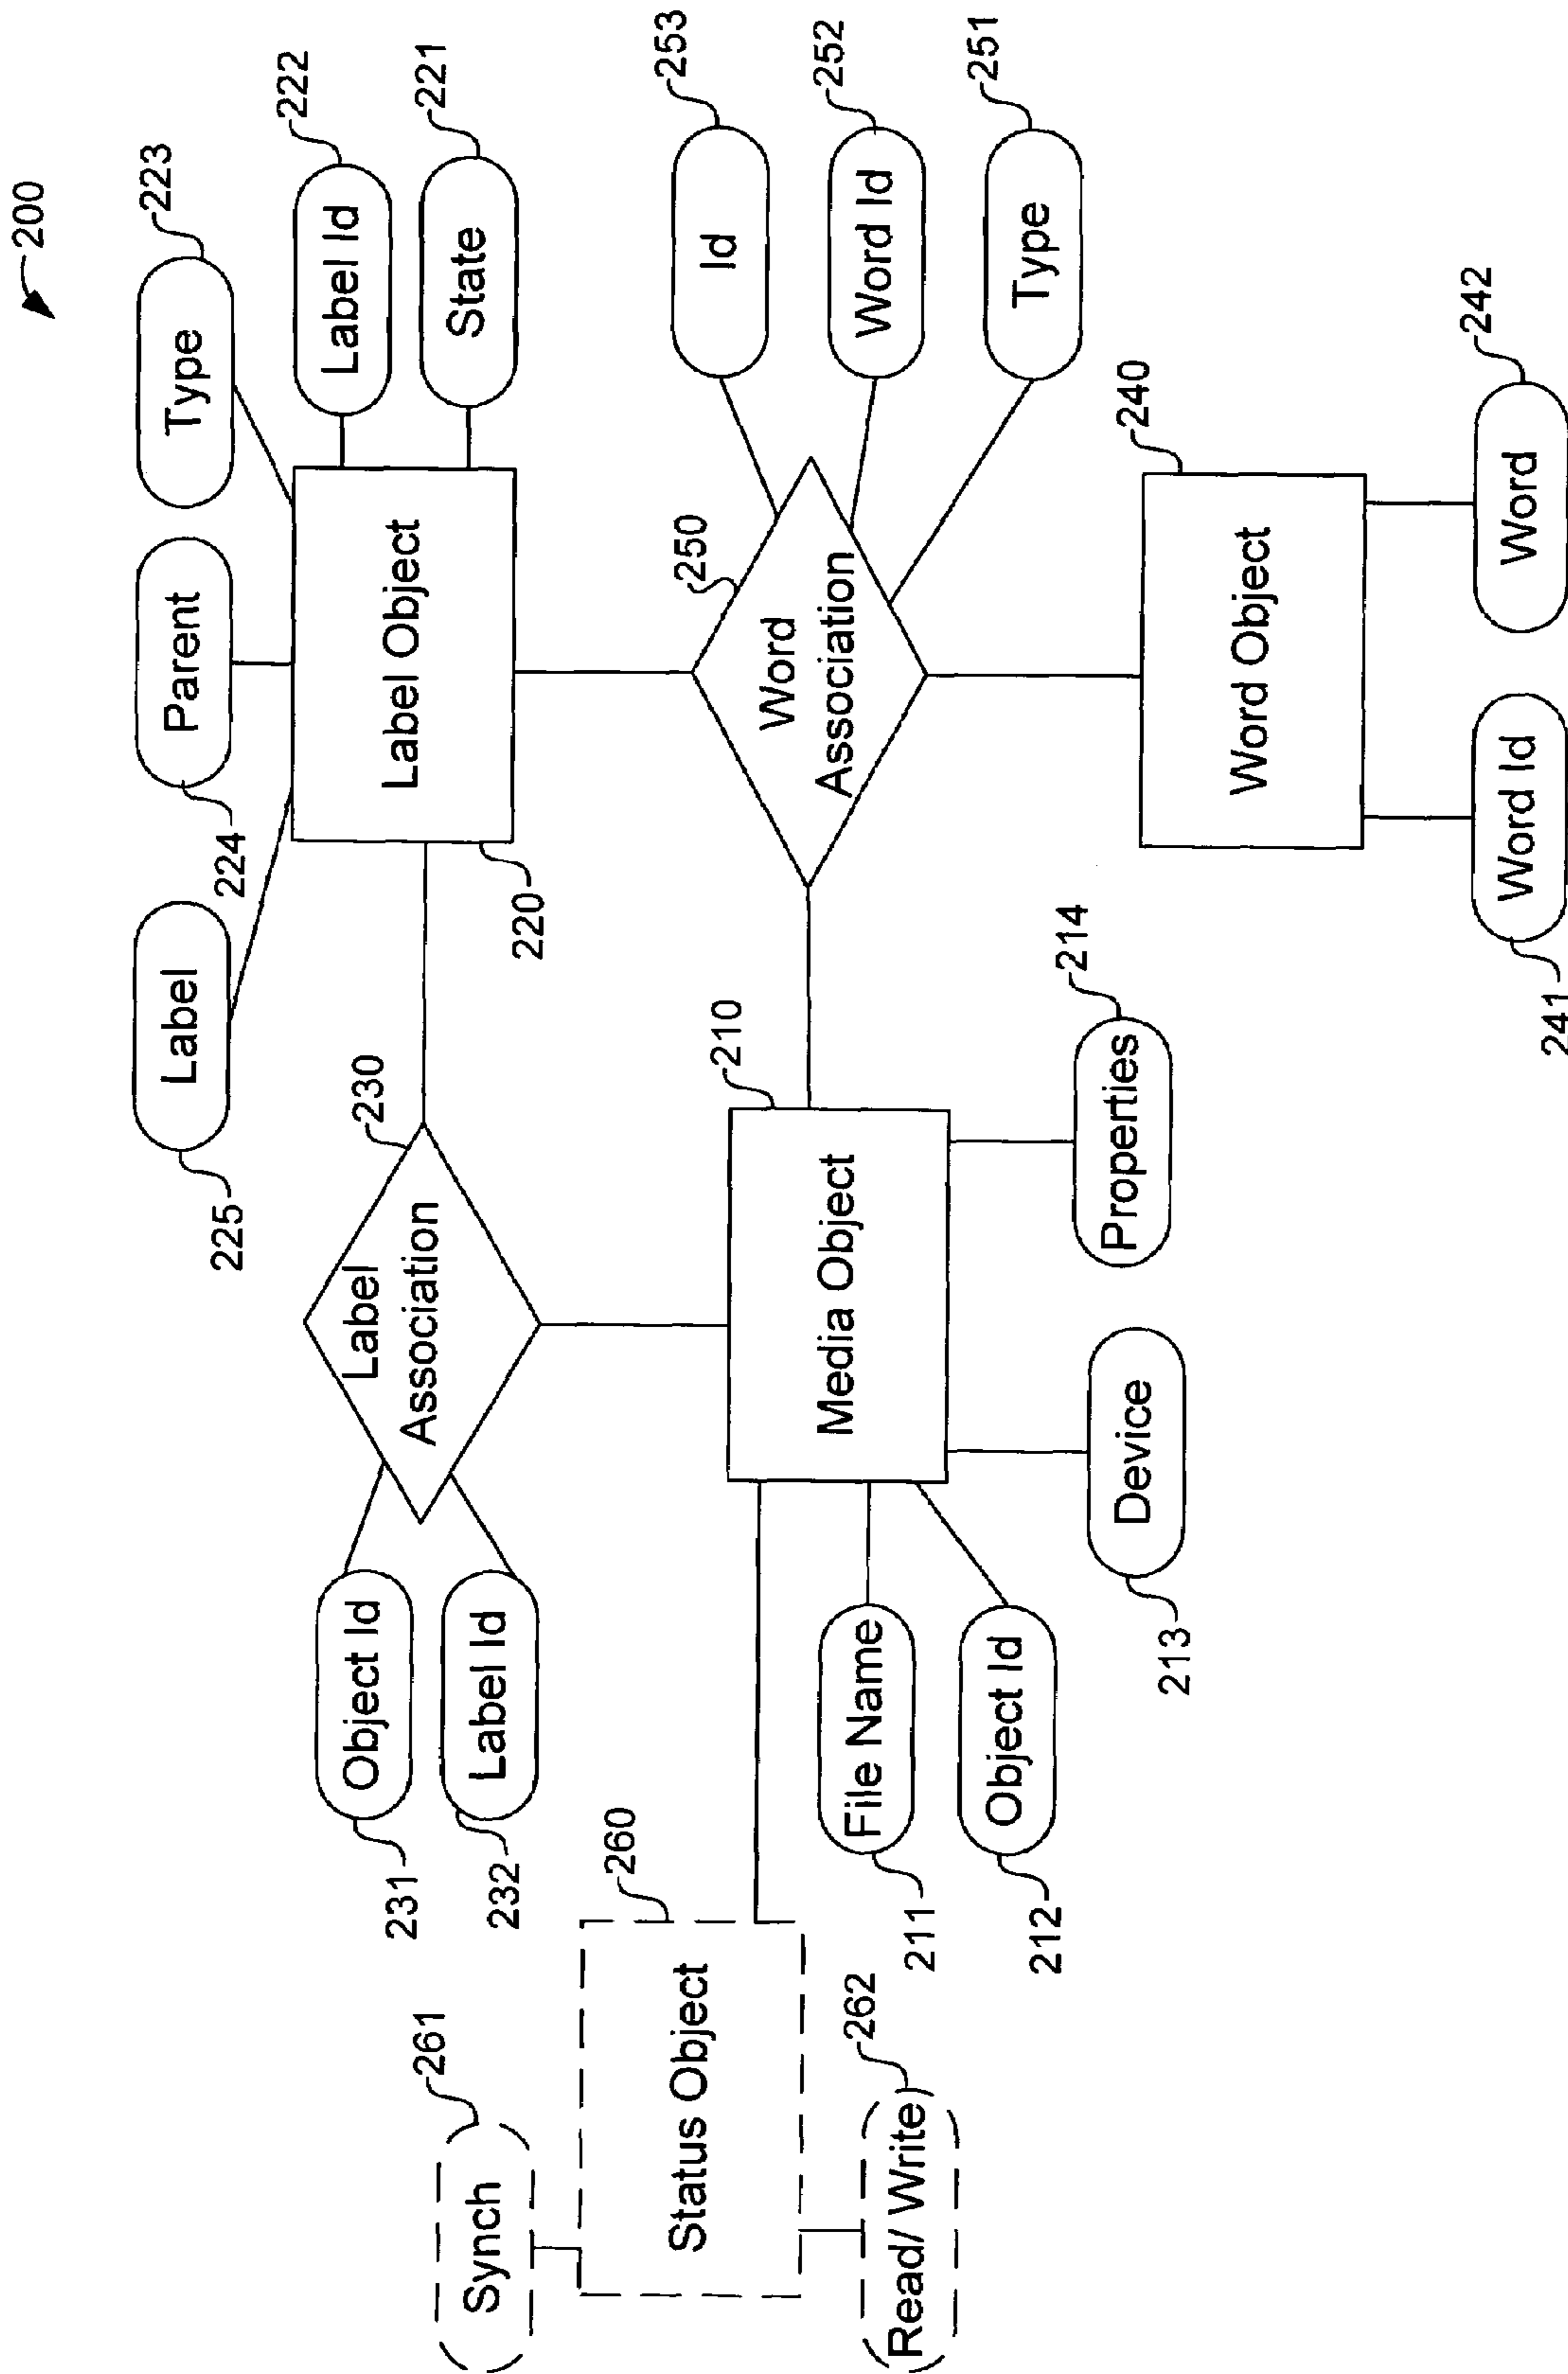 200
Label
225
Parent
224
Type
223
Label Id
222
State
221
Label Object
220
Label
Association
230
Object Id
231
Label Id
232
Synch
261
Status Object
260
Read/ Write
262
Media Object
210
File Name
211
Object Id
212
Device
213
Properties
214
Word
Association
250
Id
253
Word Id
252
Type
251
Word Object
240
Word Id
241
Word
242